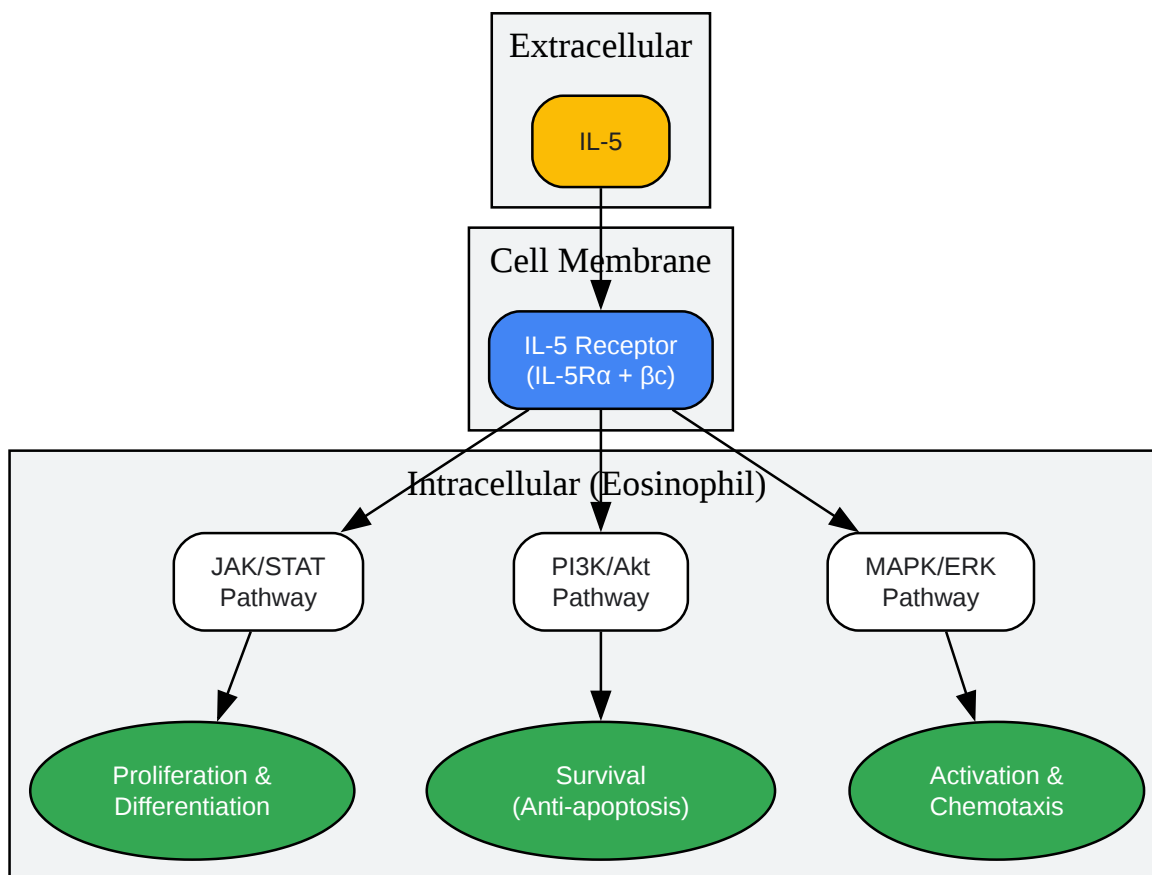 Extracellular
IL-5
Cell Membrane
IL-5 Receptor
(IL-5Rα + βc)
Intracellular (Eosinophil)
JAK/STAT
Pathway
PI3K/Akt
Pathway
MAPK/ERK
Pathway
Proliferation &
Differentiation
Survival
(Anti-apoptosis)
Activation &
Chemotaxis